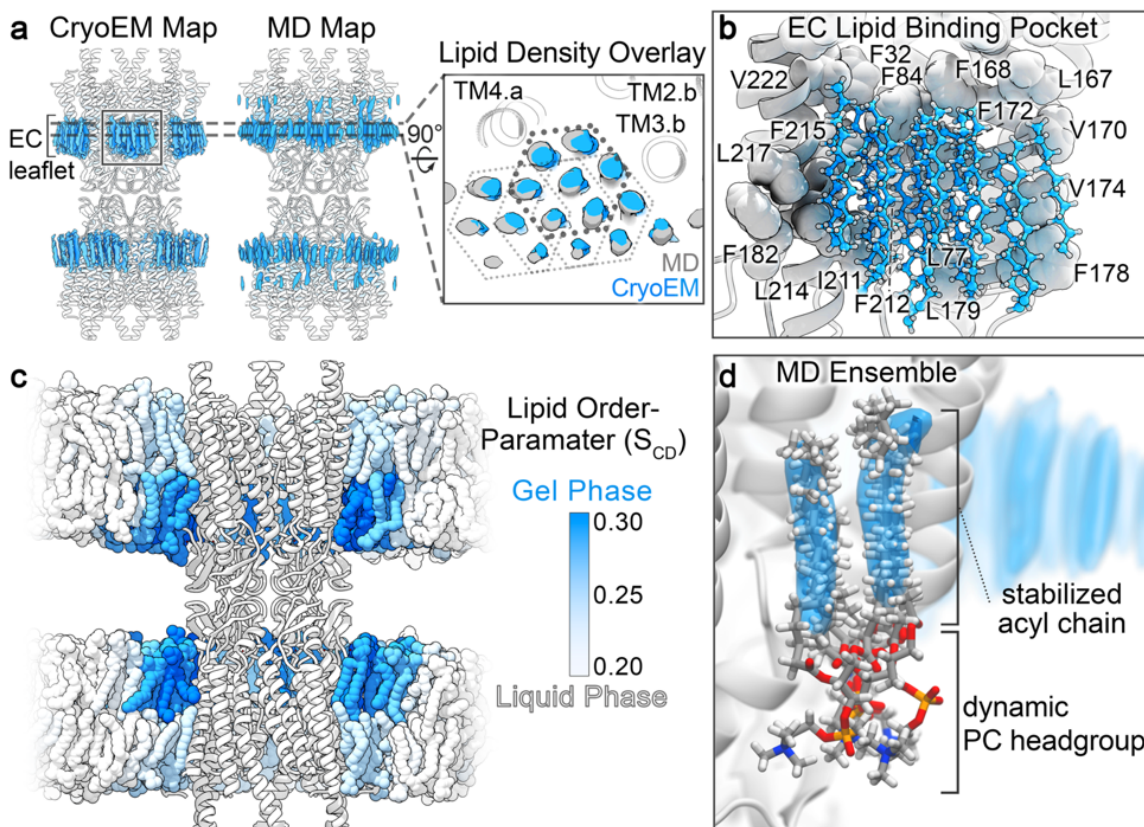 a
CryoEM Map
MD Map
EC
leaflet
90°
Lipid Density Overlay
TM4.a
TM2.b
TM3.b
MD
CryoEM
b
EC Lipid Binding Pocket
F32
V222
F84
F168
L167
F172
F215
V170
L217
V174
F182
L77
F178
I211
L214
F212
L179
c
Lipid Order-
Paramater (SCD)
Gel Phase
0.30
0.25
0.20
Liquid Phase
d
MD Ensemble
stabilized
acyl chain
dynamic
PC headgroup